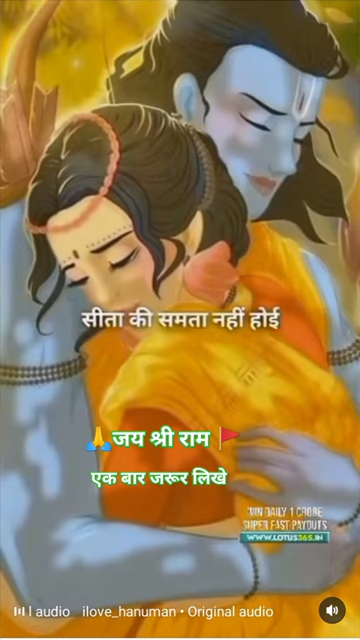 सीता की समता नहीं होई
🙏जय श्री राम 🚩
एक बार जरूर लिखे
WIN DAILY 1 CRORE
SUPER FAST PAYOUTS
WWW.LOTUS365.IN
l audio ilove_hanuman • Original audio